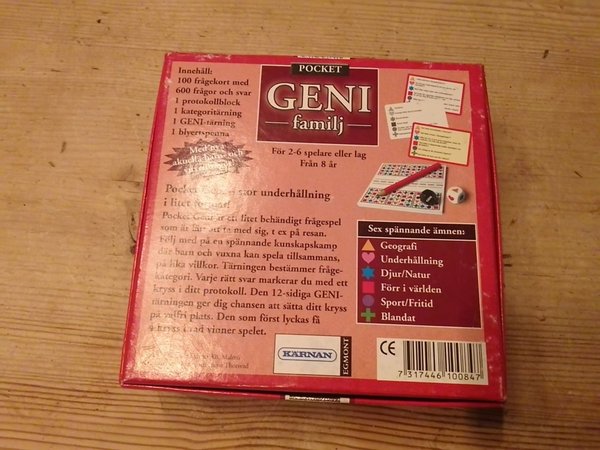 POCKET
GENI
familj
För 2-6 spelare eller lag
Från 8 år
Innehåll:
100 frågekort med
600 frågor och svar
1 protokollblock
1 kategoritärning
1 GENI-tärning
1 blyertspenna
Pocket underhållning
i litet format!
Pocket Geni är ett litet behändigt frågespel
som är lätt att ta med sig, t ex på resan.
Följ med på en spännande kunskapskamp
där barn och vuxna kan spela tillsammans,
på lika villkor. Tärningen bestämmer fråge-
kategori. Varje rätt svar markerar du med ett
kryss i ditt protokoll. Den 12-sidiga GENI-
tärningen ger dig chansen att sätta ditt kryss
på valfri plats. Den som först lyckas få
4 kryss i rad vinner spelet.
Sex spännande ämnen:
Geografi
Underhållning
Djur/Natur
Förr i världen
Sport/Fritid
Blandat
KÄRNAN
EGMONT
CE
7 317446 100847